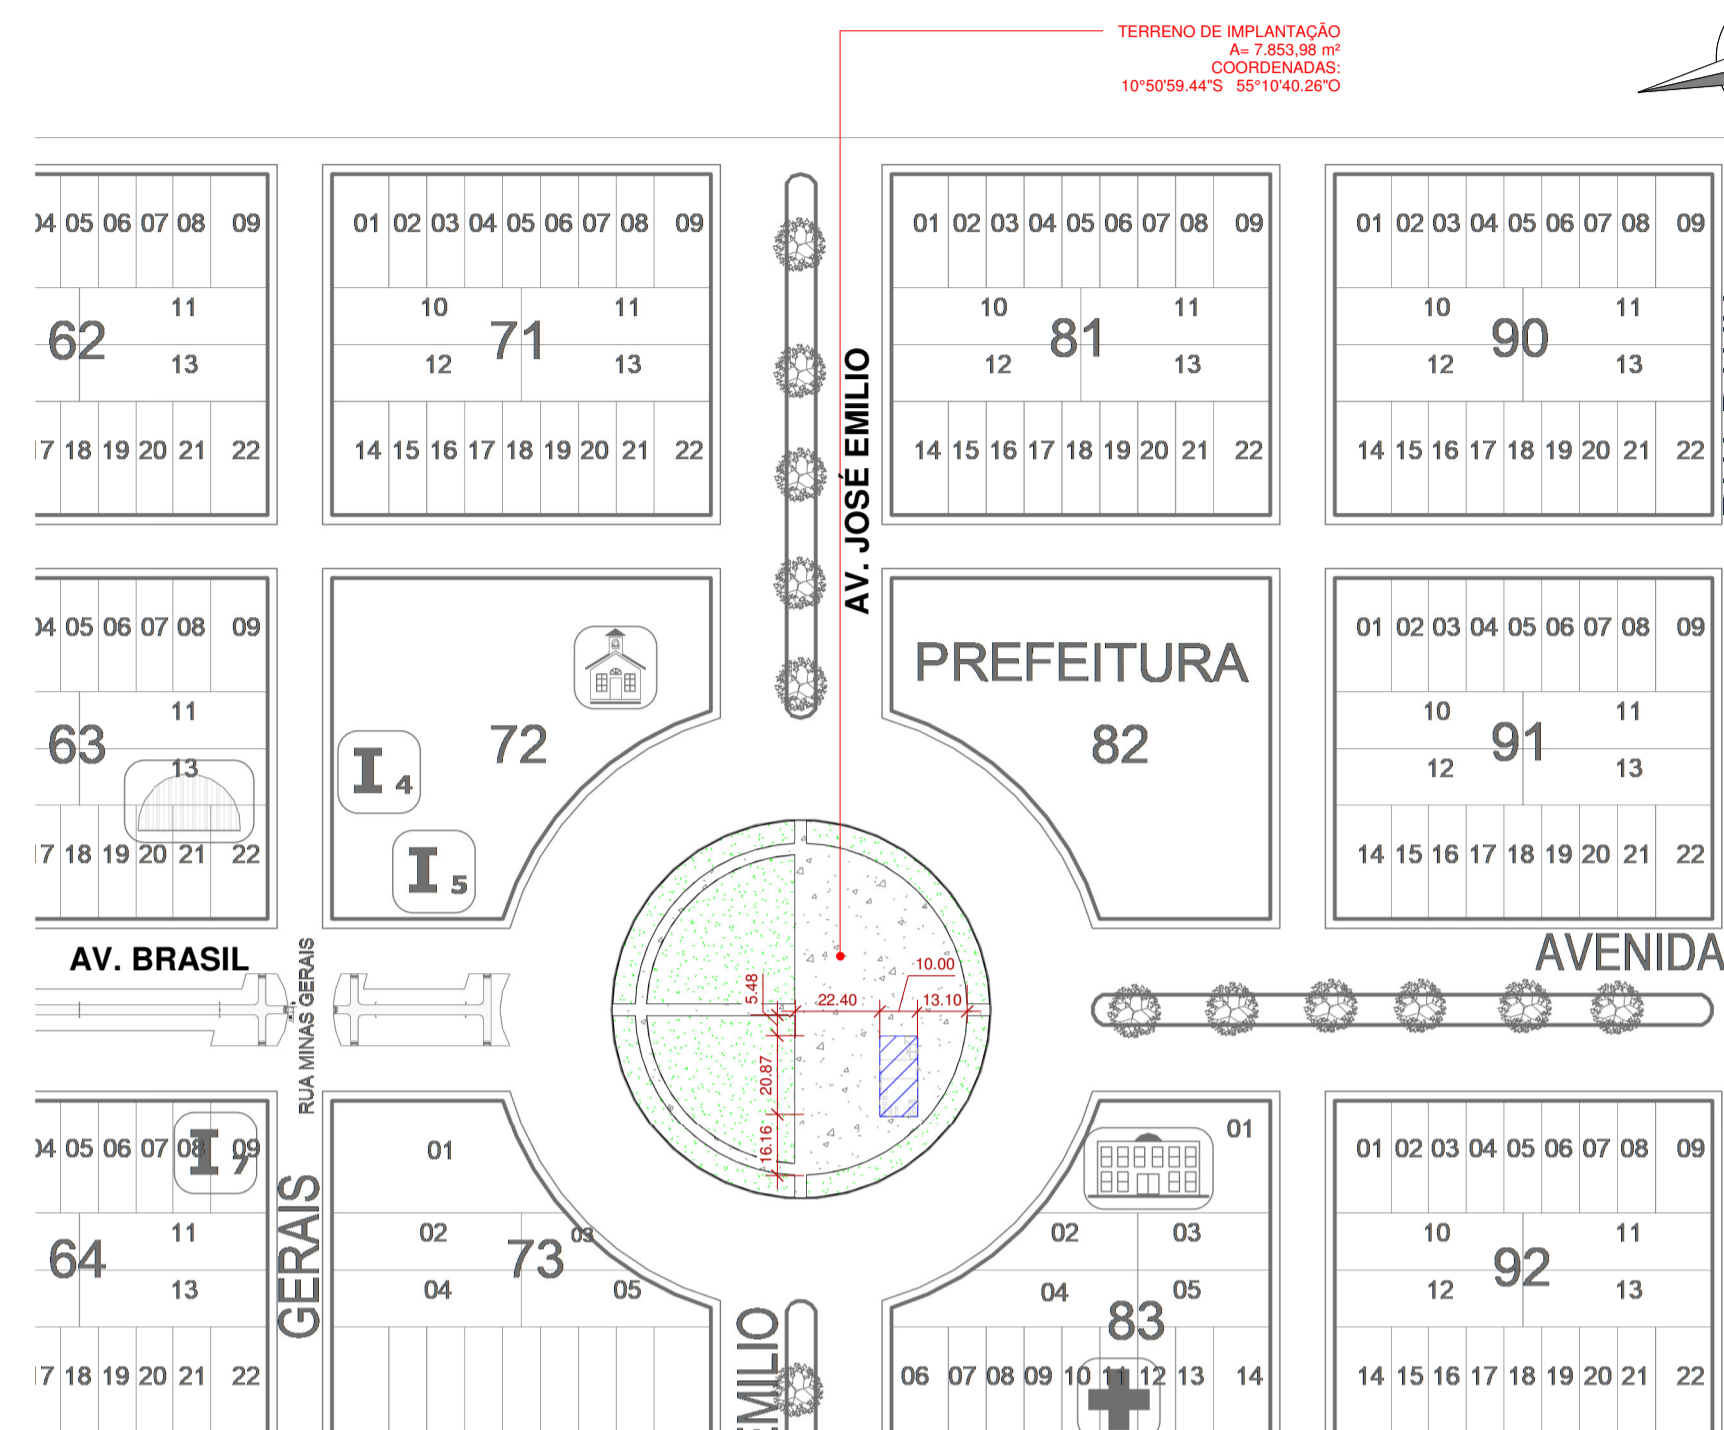 TERRENO DE IMPLANTAÇÃO
A= 7.853,98 m²
COORDENADAS:
10°50'59.44"S 55°10'40.26"O
04 05 06 07 08 09
11
62
13
17 18 19 20 21 22
01 02 03 04 05 06 07 08 09
10 11
71
12 13
14 15 16 17 18 19 20 21 22
AV. JOSÉ EMILIO
01 02 03 04 05 06 07 08 09
10 11
81
12 13
14 15 16 17 18 19 20 21 22
01 02 03 04 05 06 07 08 09
10 11
90
12 13
14 15 16 17 18 19 20 21 22
04 05 06 07 08 09
11
63
13
17 18 19 20 21 22
72
I 4
I 5
PREFEITURA
82
01 02 03 04 05 06 07 08 09
10 11
91
12 13
14 15 16 17 18 19 20 21 22
AV. BRASIL
RUA MINAS GERAIS
AVENIDA
5.48
22.40
10.00
13.10
20.87
16.16
04 05 06 07 08 09
I 7
11
64
13
17 18 19 20 21 22
GERAIS
01
02 03
73
04 05
EMILIO
01
02 03
04 05
83
06 07 08 09 10 11 12 13 14
01 02 03 04 05 06 07 08 09
10 11
92
12 13
14 15 16 17 18 19 20 21 22